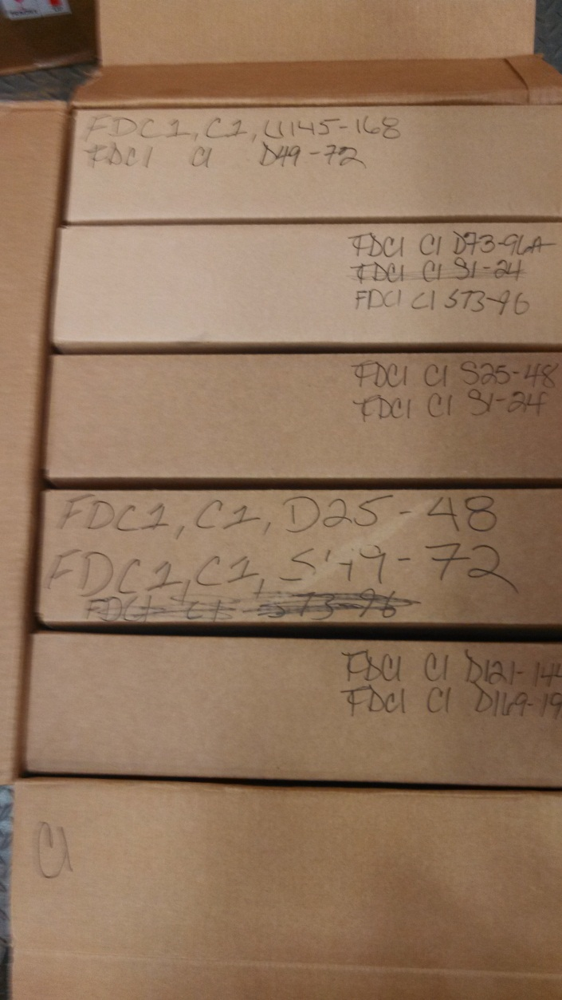 FDC1, C1, U145-168
FDC1 C1 D49-72
FDC1 C1 D73-96A
FDC1 C1 S1-24
FDC1 C1 S73-96
FDC1 C1 S25-48
FDC1 C1 S1-24
FDC1, C1, D25-48
FDC1, C1, S49-72
FDC1 C1 S73-96
FDC1 C1 D121-144
FDC1 C1 D169-19
C1